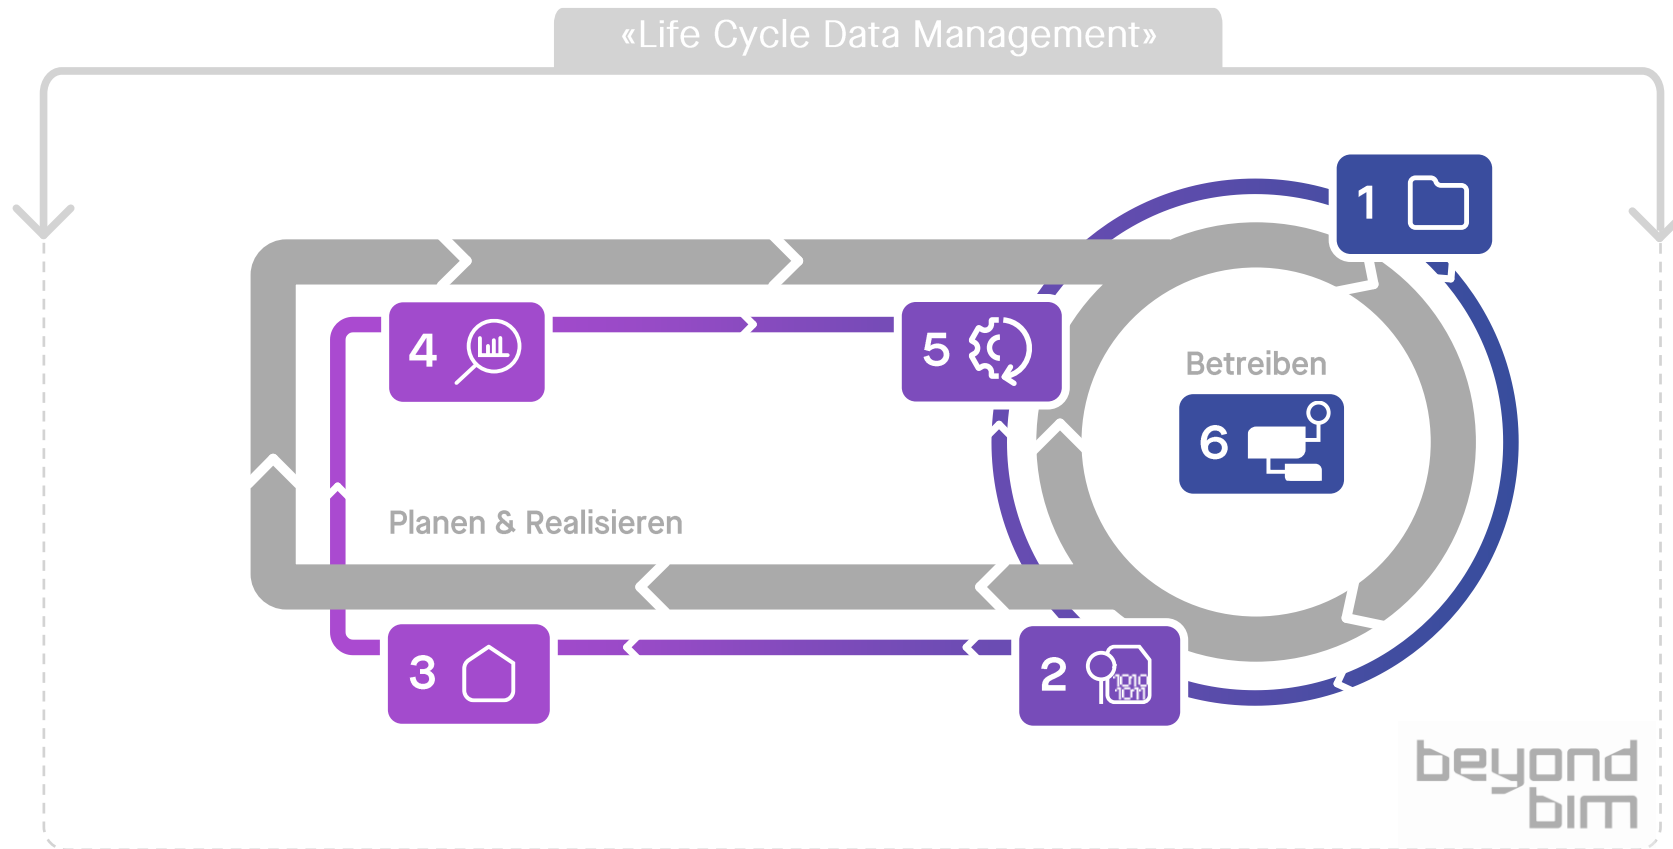 «Life Cycle Data Management»
1
4
5
Betreiben
6
Planen & Realisieren
3
2
1010
1011
beyond
bim